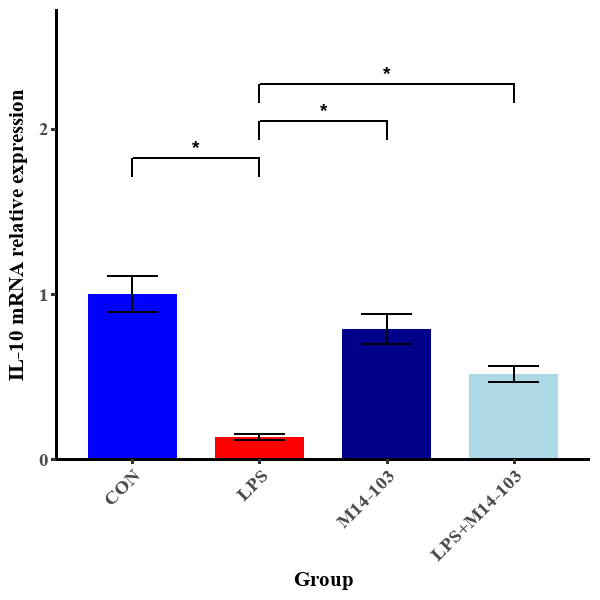 *
*
*
IL-10 mRNA relative expression
2
1
0
CON
LPS
M14-103
LPS+M14-103
Group